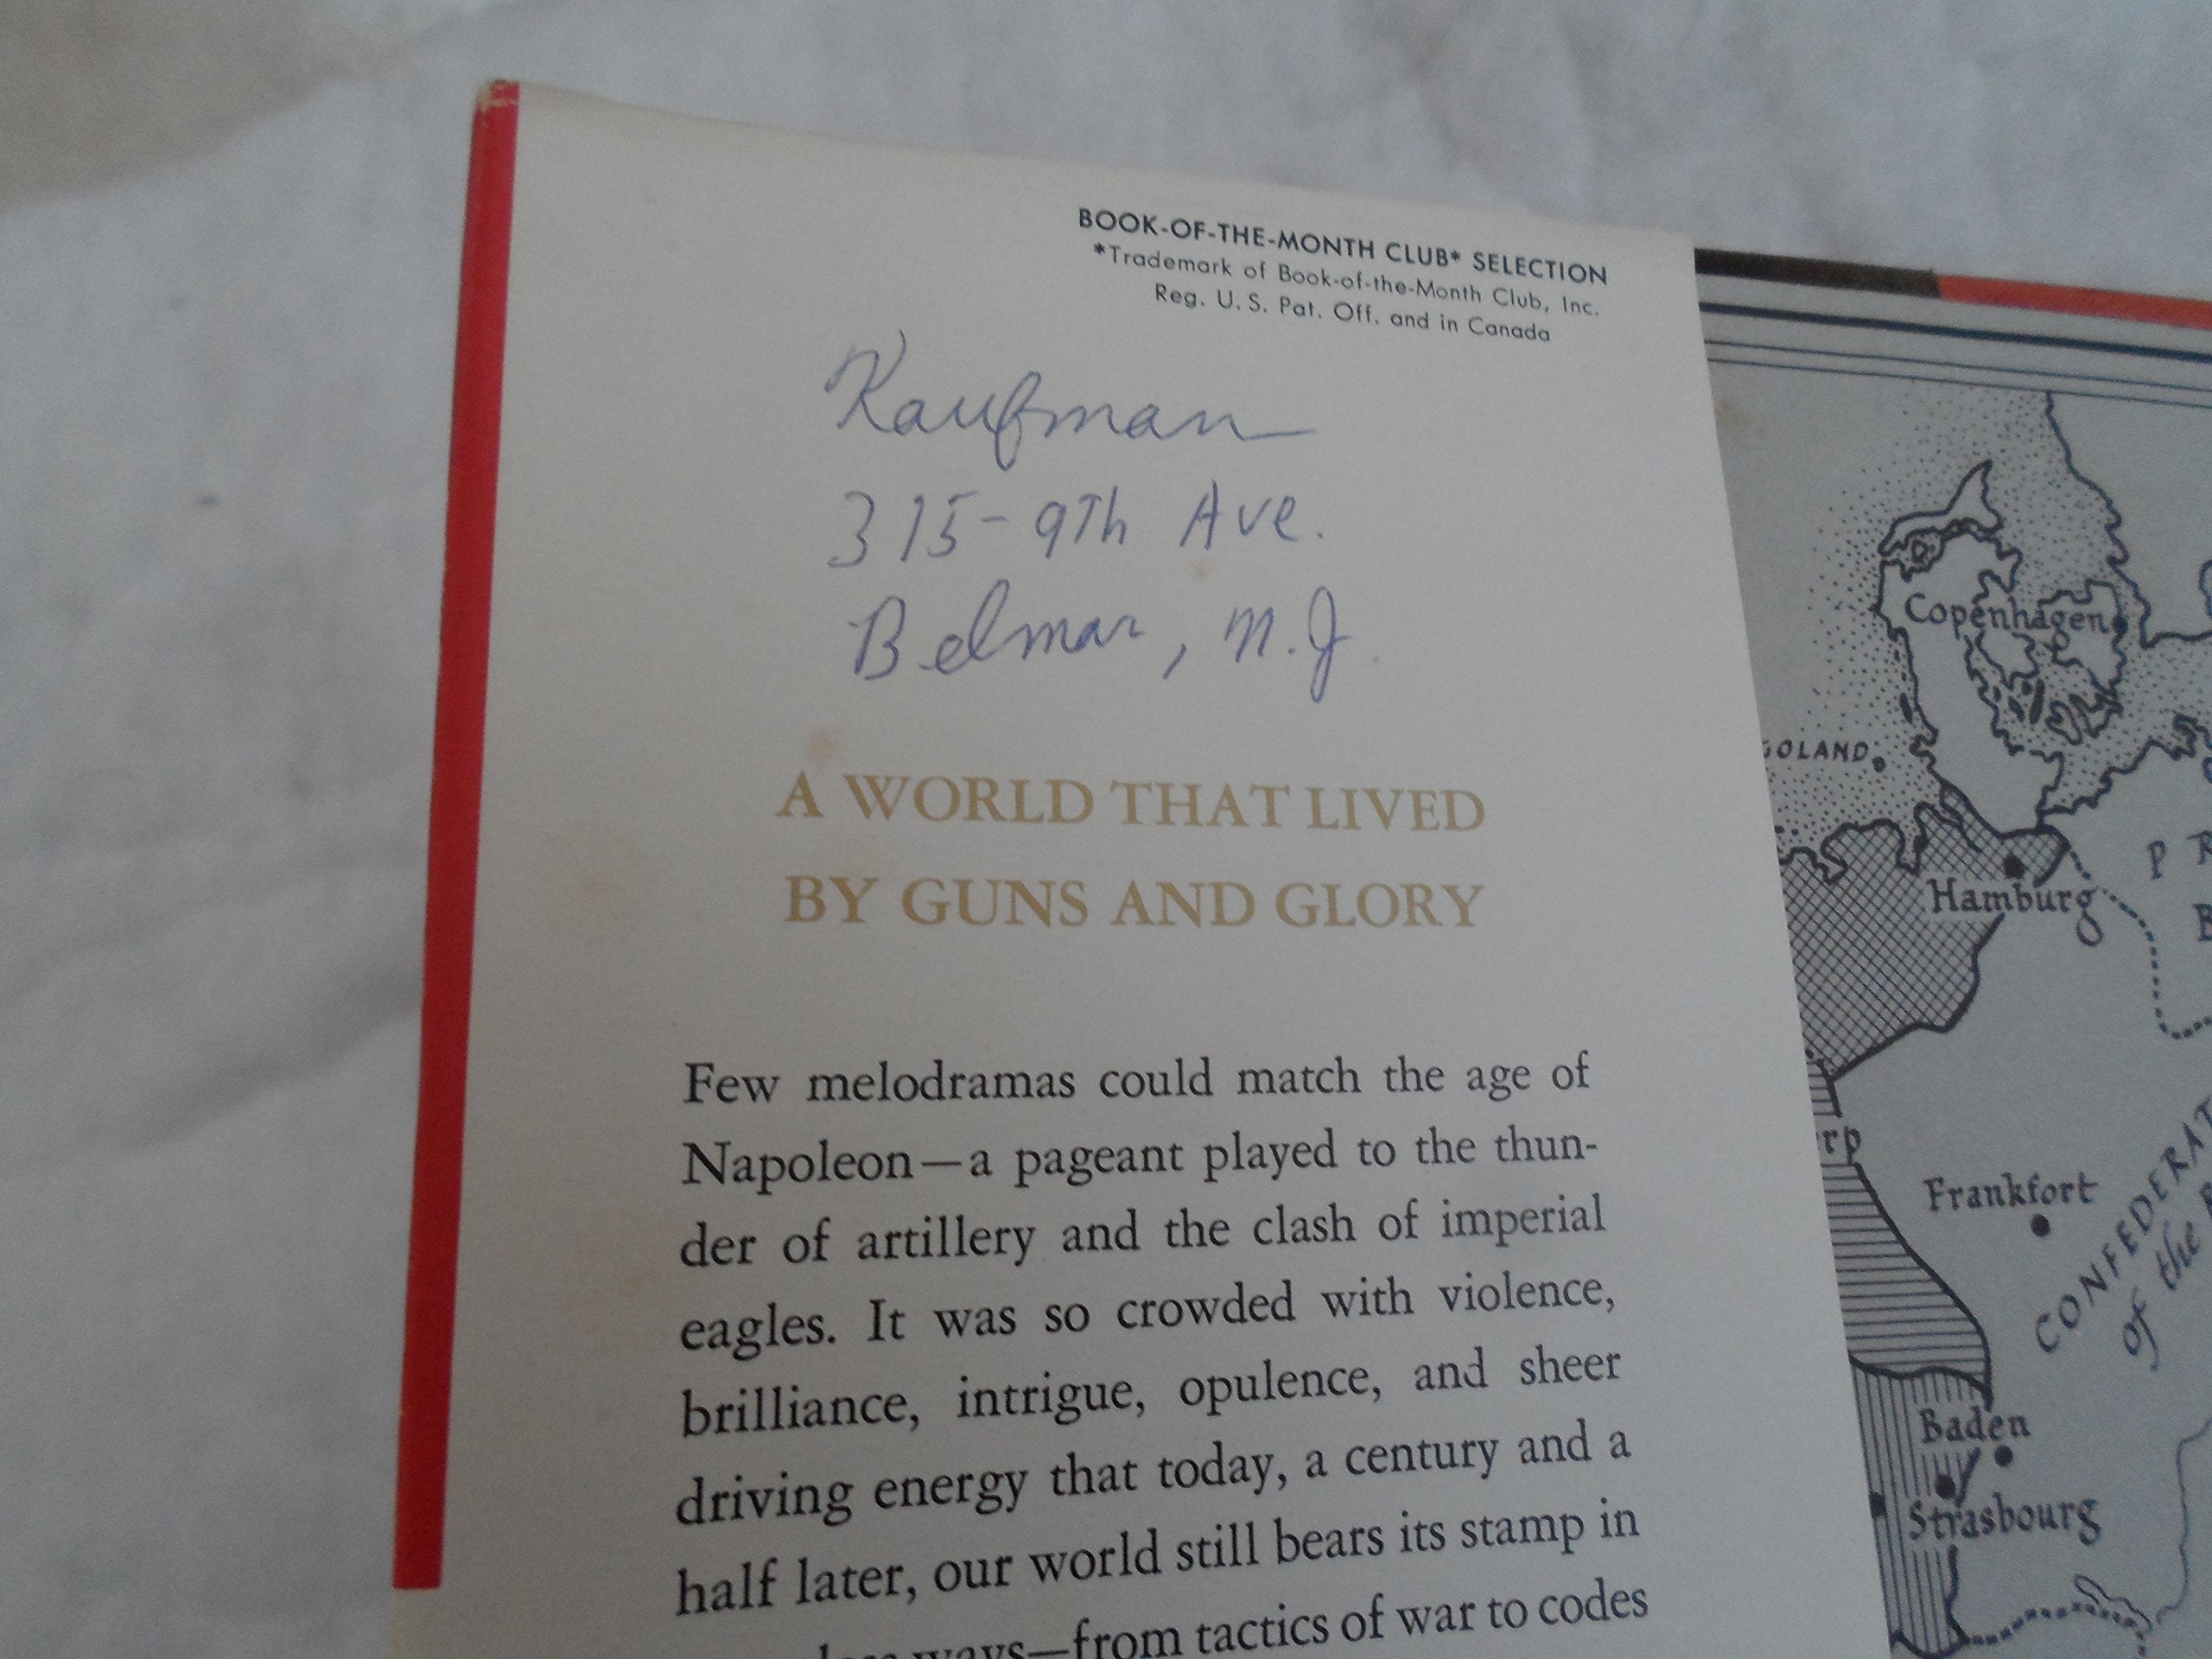 BOOK-OF-THE-MONTH CLUB* SELECTION
*Trademark of Book-of-the-Month Club, Inc.
Reg. U. S. Pat. Off. and in Canada
Kaufman
315-9Th Ave.
Belmar, N.J.
A WORLD THAT LIVED
BY GUNS AND GLORY
Few melodramas could match the age of
Napoleon—a pageant played to the thun-
der of artillery and the clash of imperial
eagles. It was so crowded with violence,
brilliance, intrigue, opulence, and sheer
driving energy that today, a century and a
half later, our world still bears its stamp in
ways—from tactics of war to codes
Copenhagen
Hamburg
Frankfort
of the
Baden
Strasbourg